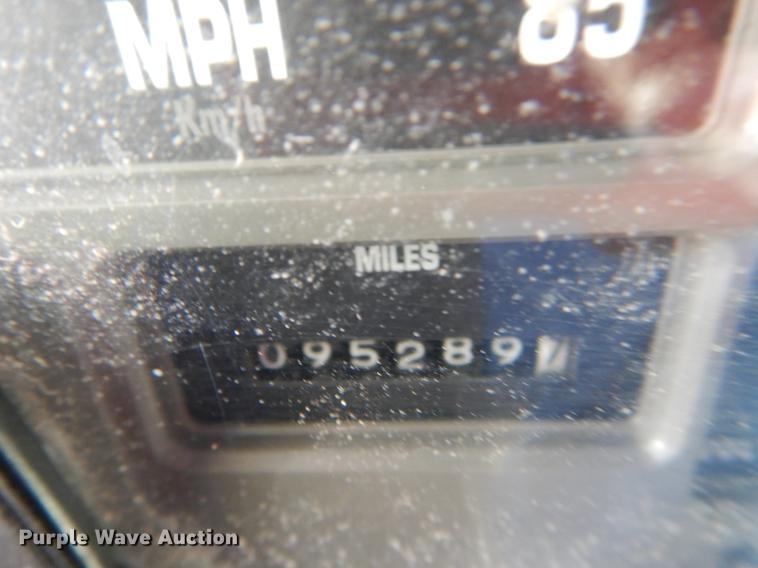 MPH 85
Km/h
MILES
095289
Purple Wave Auction